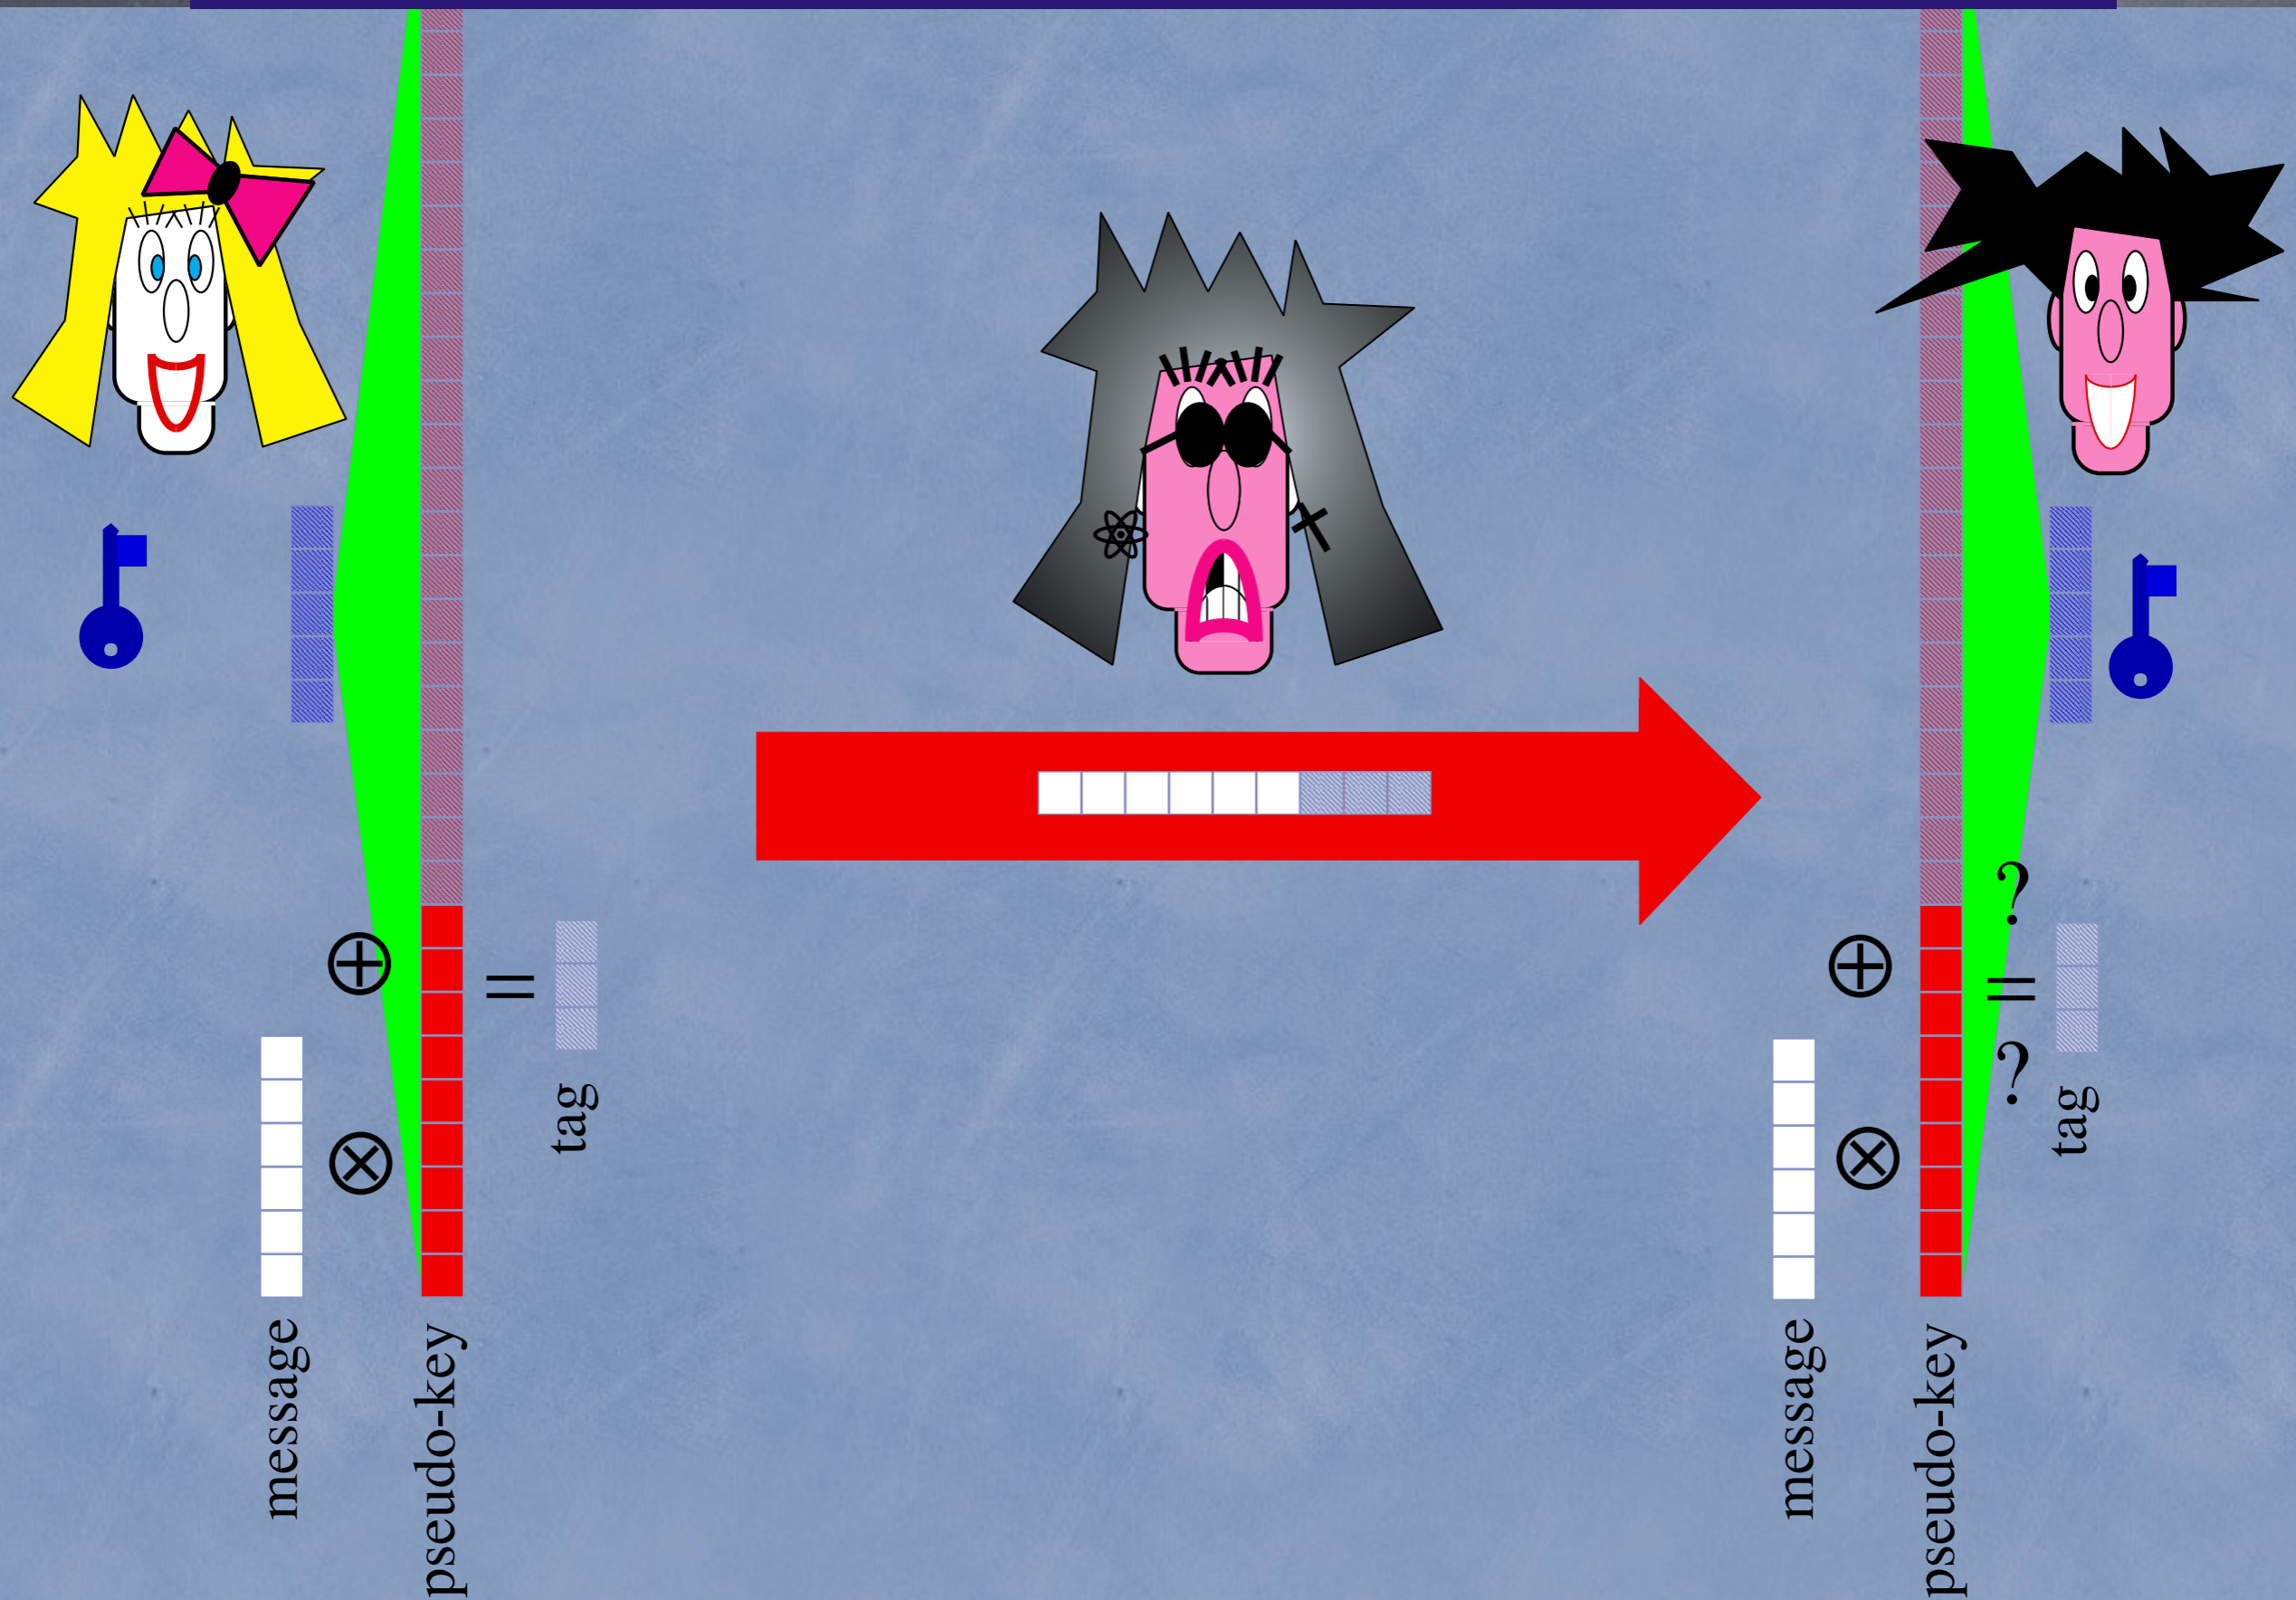 message
pseudo-key
⊗
⊕
=
tag
message
pseudo-key
⊗
⊕
?
=
?
tag